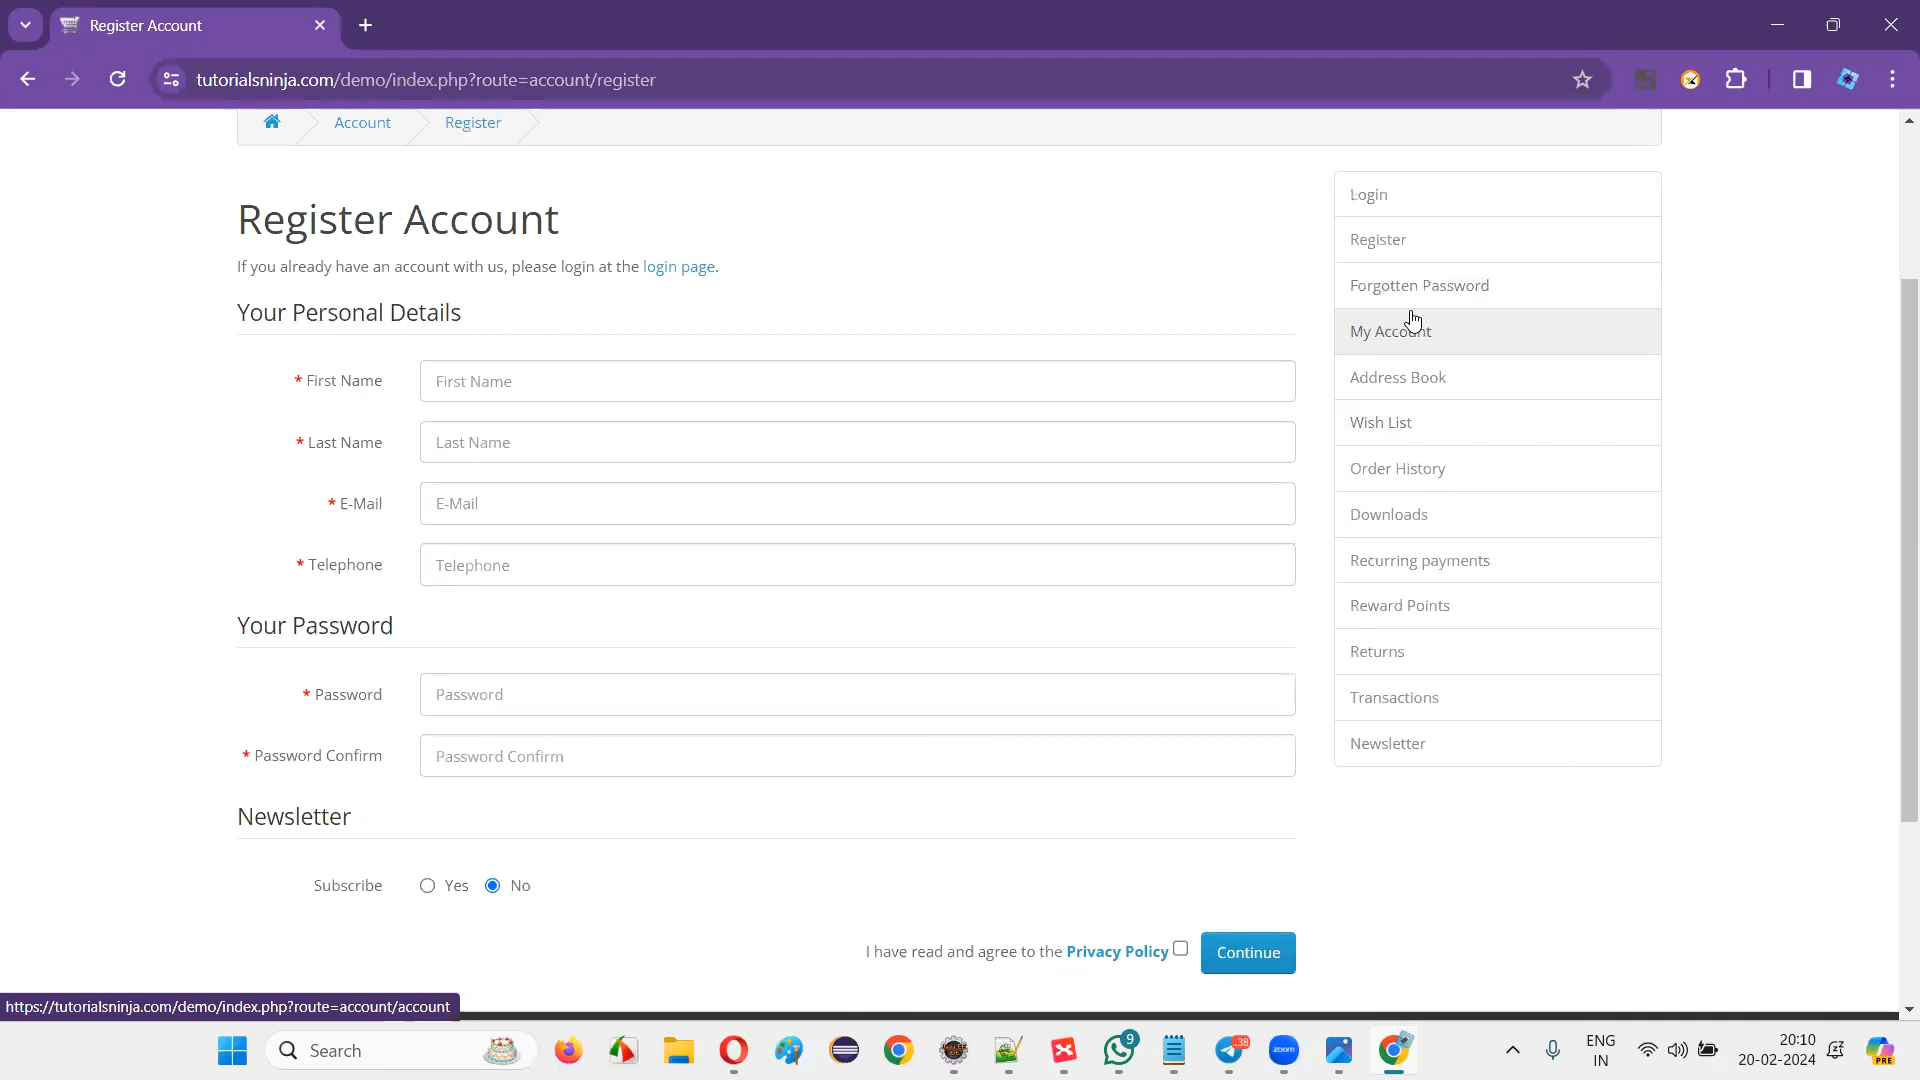 Register Account
tutorialsninja.com/demo/index.php?route=account/register
Account
Register
Register Account
If you already have an account with us, please login at the login page.
Your Personal Details
* First Name
First Name
* Last Name
Last Name
* E-Mail
E-Mail
* Telephone
Telephone
Your Password
* Password
Password
* Password Confirm
Password Confirm
Newsletter
Subscribe
Yes
No
I have read and agree to the Privacy Policy
Continue
Login
Register
Forgotten Password
My Account
Address Book
Wish List
Order History
Downloads
Recurring payments
Reward Points
Returns
Transactions
Newsletter
https://tutorialsninja.com/demo/index.php?route=account/account
Search
9
38
zoom
ENG
IN
20:10
20-02-2024
PRE